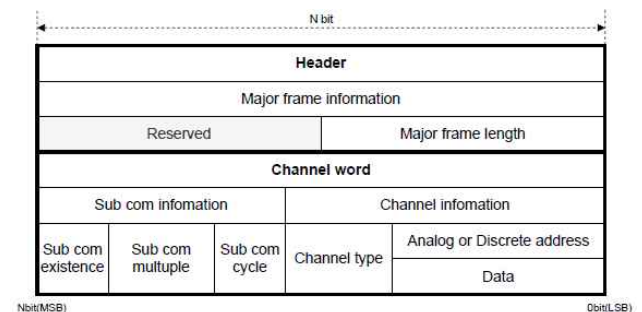 N bit
Header
Major frame information
Reserved
Major frame length
Channel word
Sub com infomation
Channel infomation
Sub com
existence
Sub com
multuple
Sub com
cycle
Channel type
Analog or Discrete address
Data
Nbit(MSB)
0bit(LSB)